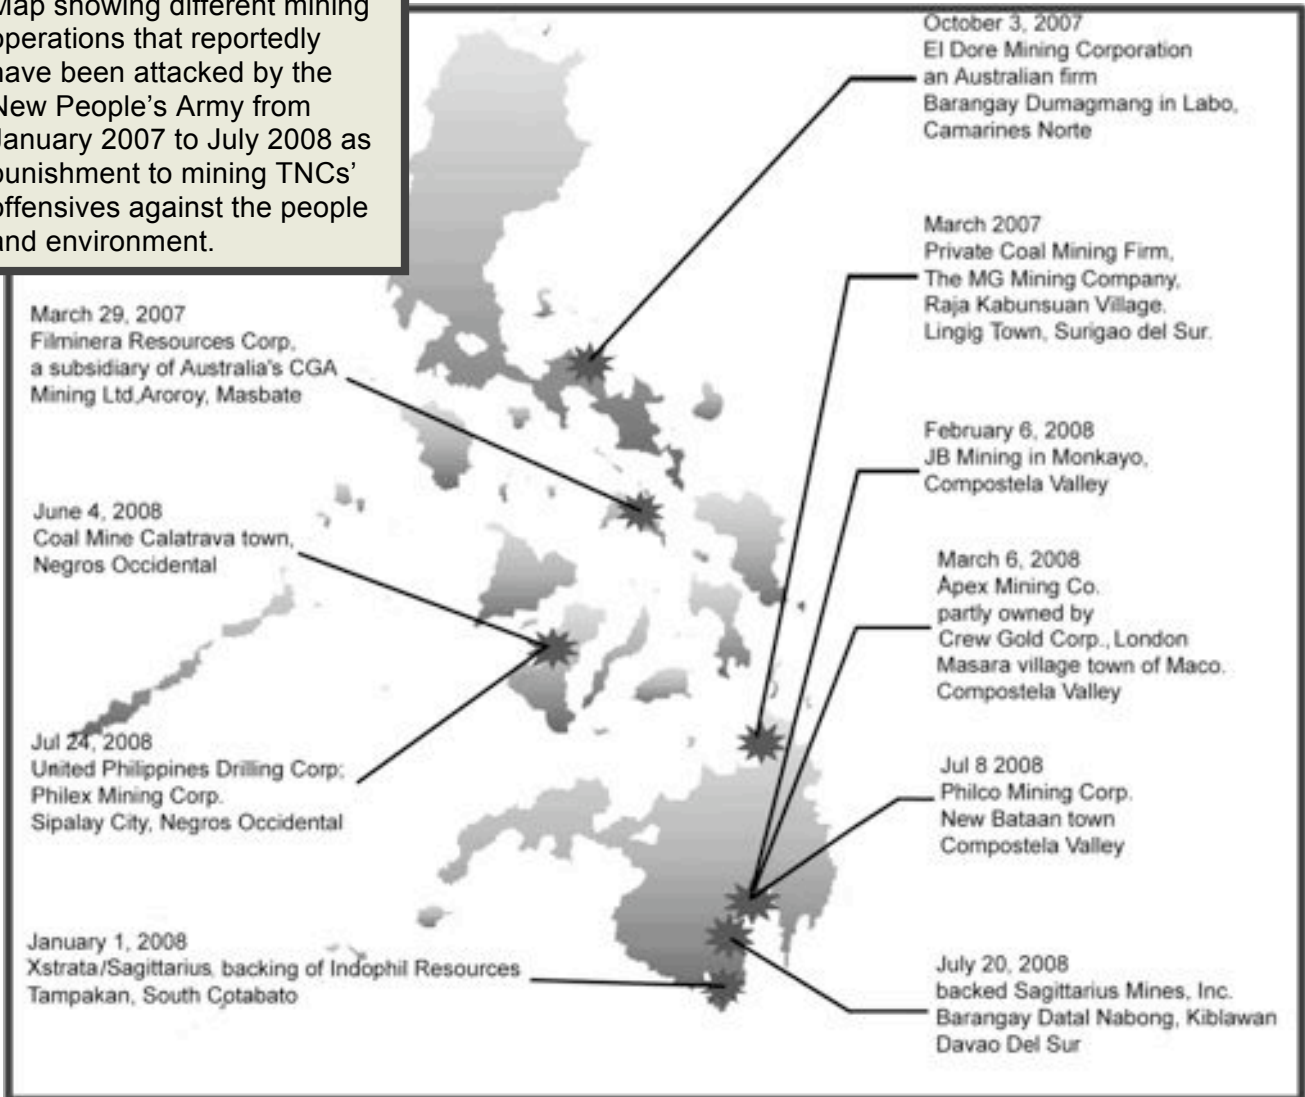 Map showing different mining
operations that reportedly
have been attacked by the
New People's Army from
January 2007 to July 2008 as
punishment to mining TNCs'
offensives against the people
and environment.
October 3, 2007
El Dore Mining Corporation
an Australian firm
Barangay Dumagmang in Labo,
Camarines Norte
March 2007
Private Coal Mining Firm,
The MG Mining Company,
Raja Kabunsuan Village.
Lingig Town, Surigao del Sur.
March 29, 2007
Filminera Resources Corp,
a subsidiary of Australia's CGA
Mining Ltd,Aroroy, Masbate
February 6, 2008
JB Mining in Monkayo,
Compostela Valley
June 4, 2008
Coal Mine Calatrava town,
Negros Occidental
March 6, 2008
Apex Mining Co.
partly owned by
Crew Gold Corp., London
Masara village town of Maco.
Compostela Valley
Jul 24, 2008
United Philippines Drilling Corp;
Philex Mining Corp.
Sipalay City, Negros Occidental
Jul 8 2008
Philco Mining Corp.
New Bataan town
Compostela Valley
January 1, 2008
Xstrata/Sagittarius, backing of Indophil Resources
Tampakan, South Cotabato
July 20, 2008
backed Sagittarius Mines, Inc.
Barangay Datal Nabong, Kiblawan
Davao Del Sur